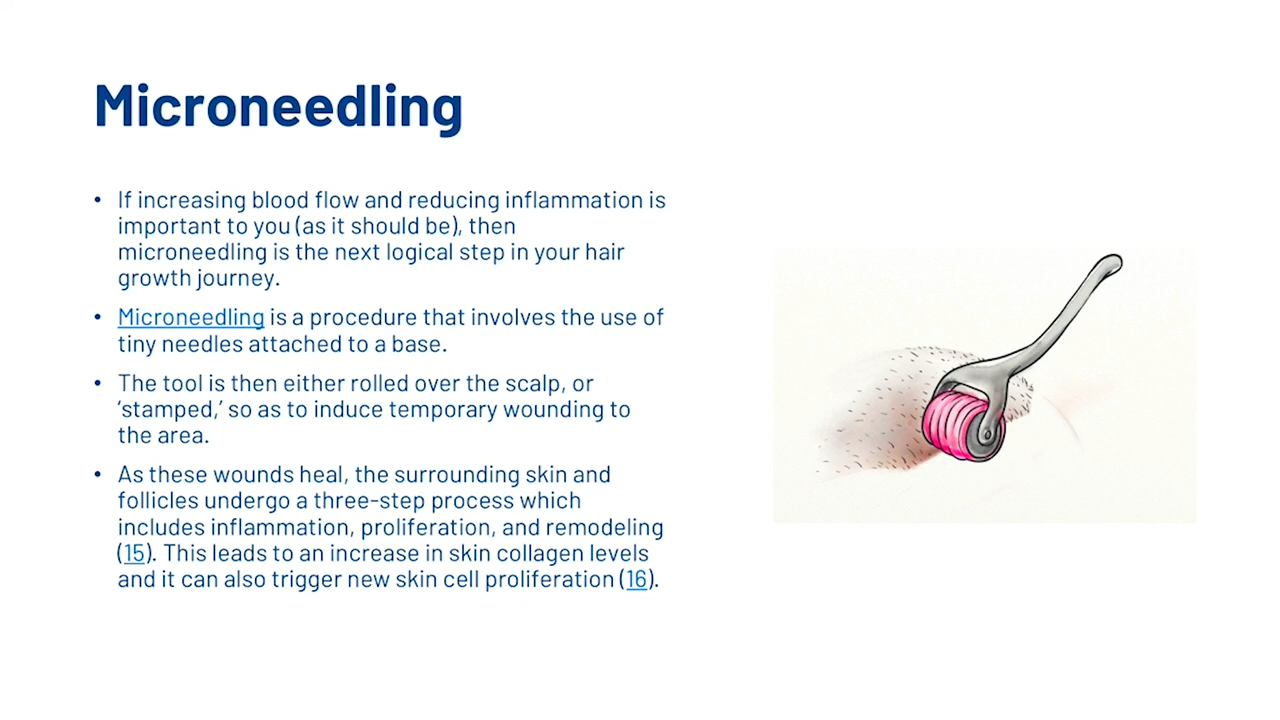 Microneedling
• If increasing blood flow and reducing inflammation is
important to you (as it should be), then
microneedling is the next logical step in your hair
growth journey.
• Microneedling is a procedure that involves the use of
tiny needles attached to a base.
• The tool is then either rolled over the scalp, or
‘stamped,’ so as to induce temporary wounding to
the area.
• As these wounds heal, the surrounding skin and
follicles undergo a three-step process which
includes inflammation, proliferation, and remodeling
(15). This leads to an increase in skin collagen levels
and it can also trigger new skin cell proliferation (16).